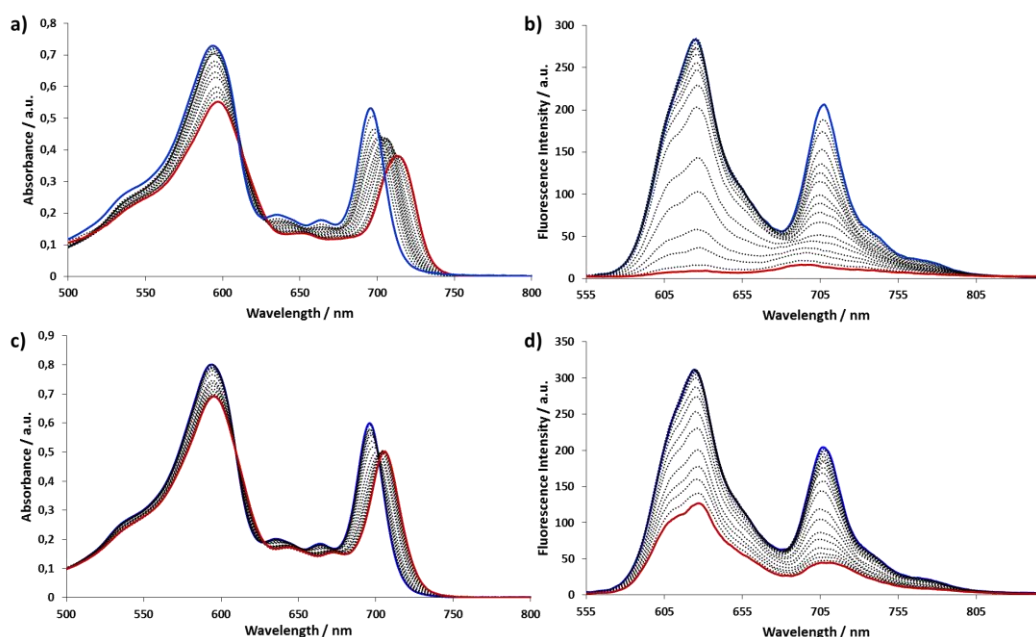 a)
Absorbance / a.u.
0,8
0,7
0,6
0,5
0,4
0,3
0,2
0,1
0
500 550 600 650 700 750 800
Wavelength / nm
b)
Fluorescence Intensity / a.u.
300
250
200
150
100
50
0
555 605 655 705 755 805
Wavelength / nm
c)
Absorbance / a.u.
0,9
0,8
0,7
0,6
0,5
0,4
0,3
0,2
0,1
0
500 550 600 650 700 750 800
Wavelength / nm
d)
Fluorescence Intensity / a.u.
350
300
250
200
150
100
50
0
555 605 655 705 755 805
Wavelength / nm